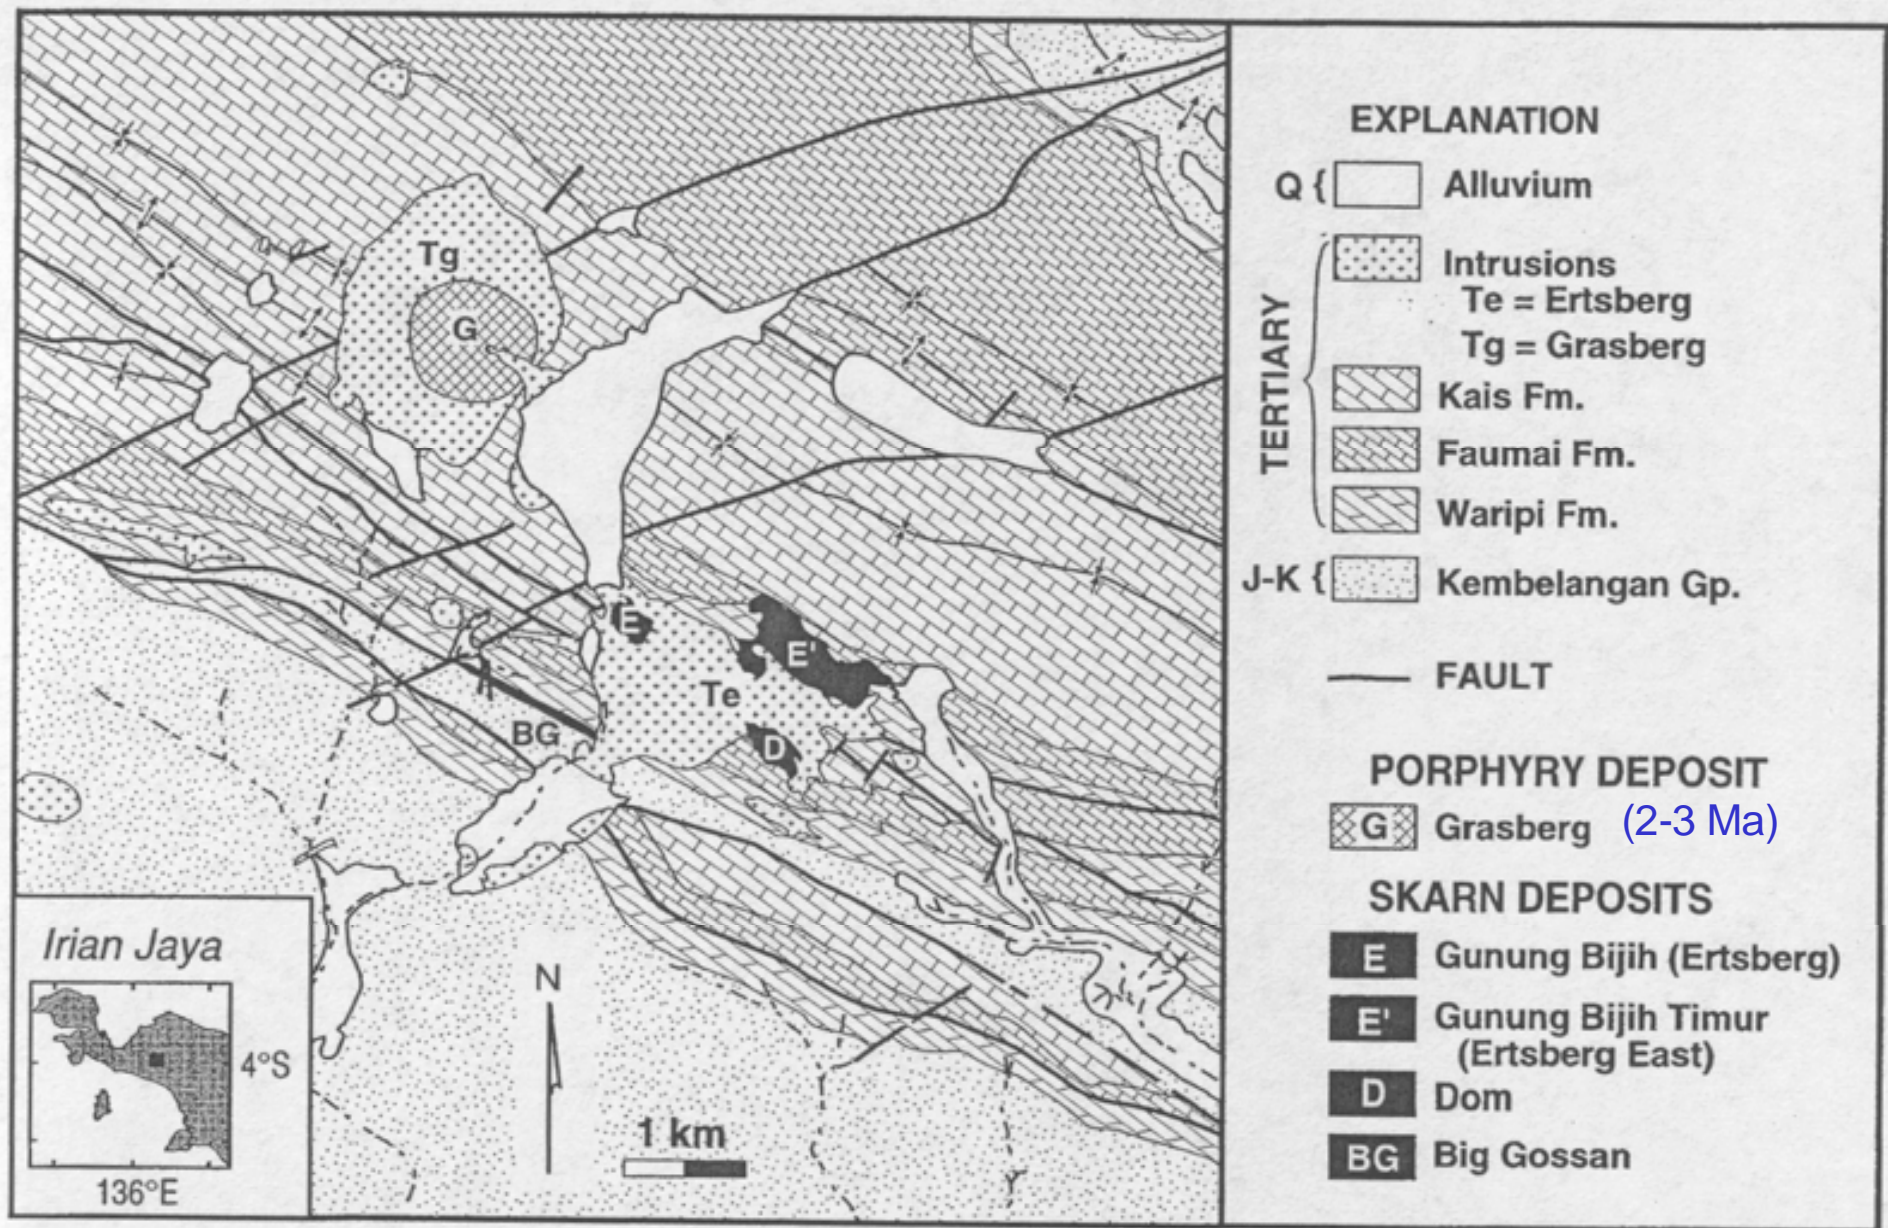 Tg
G
E
E'
Te
BG
D
Irian Jaya
4°S
136°E
N
1 km
EXPLANATION
Q { Alluvium
TERTIARY
Intrusions
Te = Ertsberg
Tg = Grasberg
Kais Fm.
Faumai Fm.
Waripi Fm.
J-K { Kembelangan Gp.
FAULT
PORPHYRY DEPOSIT
G Grasberg (2-3 Ma)
SKARN DEPOSITS
E Gunung Bijih (Ertsberg)
E' Gunung Bijih Timur
(Ertsberg East)
D Dom
BG Big Gossan